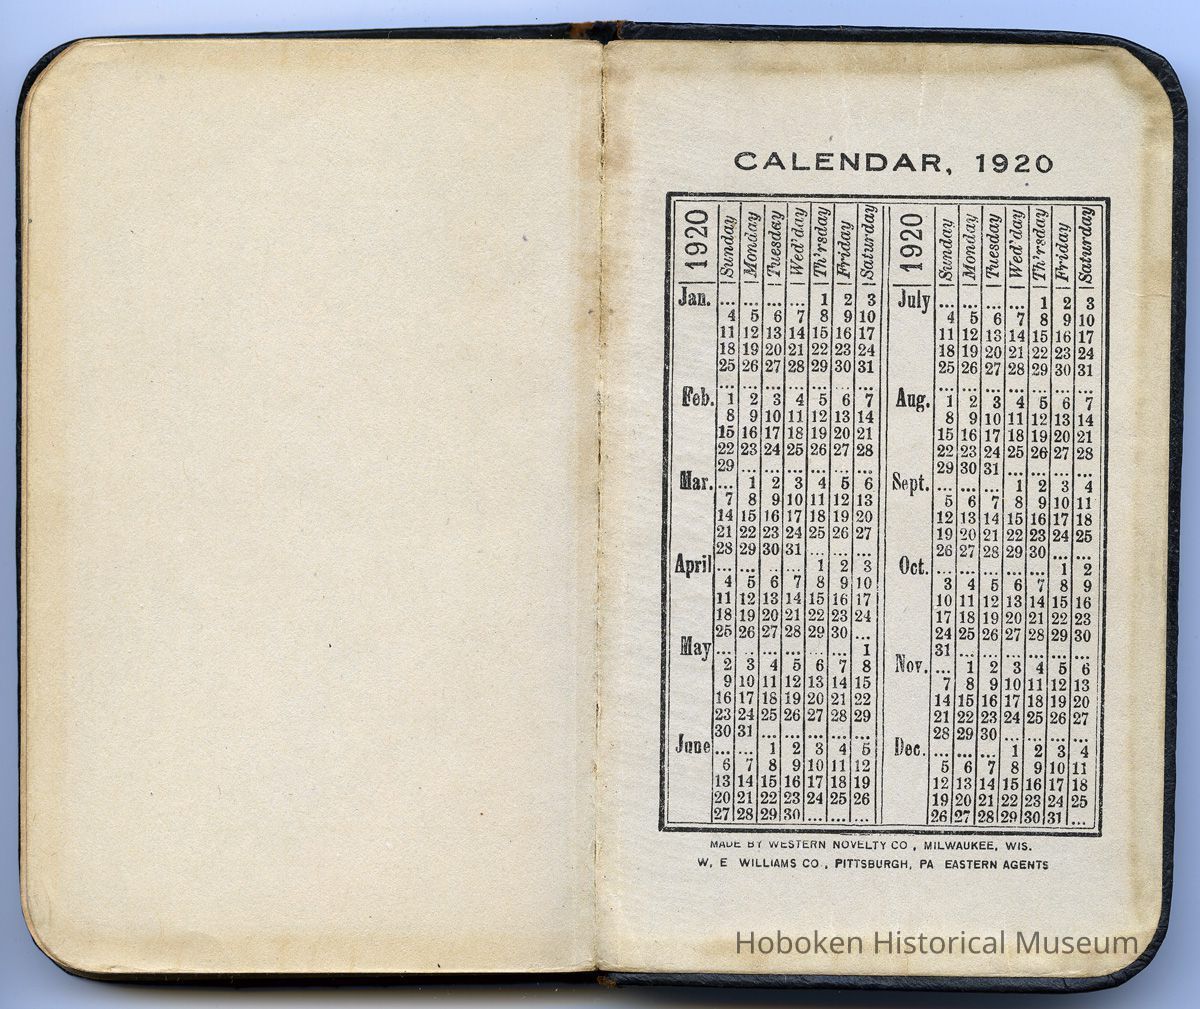 CALENDAR, 1920
1920 Sunday Monday Tuesday Wed'day Th'rsday Friday Saturday
Jan. ... ... ... ... 1 2 3
4 5 6 7 8 9 10
11 12 13 14 15 16 17
18 19 20 21 22 23 24
25 26 27 28 29 30 31
... ... ... ... ... ... ...
Feb. 1 2 3 4 5 6 7
8 9 10 11 12 13 14
15 16 17 18 19 20 21
22 23 24 25 26 27 28
29 ... ... ... ... ... ...
Mar. ... 1 2 3 4 5 6
7 8 9 10 11 12 13
14 15 16 17 18 19 20
21 22 23 24 25 26 27
28 29 30 31 ... ... ...
April ... ... ... ... 1 2 3
4 5 6 7 8 9 10
11 12 13 14 15 16 17
18 19 20 21 22 23 24
25 26 27 28 29 30 ...
May ... ... ... ... ... ... 1
2 3 4 5 6 7 8
9 10 11 12 13 14 15
16 17 18 19 20 21 22
23 24 25 26 27 28 29
30 31 ... ... ... ... ...
June ... ... 1 2 3 4 5
6 7 8 9 10 11 12
13 14 15 16 17 18 19
20 21 22 23 24 25 26
27 28 29 30 ... ... ...
1920 Sunday Monday Tuesday Wed'day Th'rsday Friday Saturday
July ... ... ... ... 1 2 3
4 5 6 7 8 9 10
11 12 13 14 15 16 17
18 19 20 21 22 23 24
25 26 27 28 29 30 31
... ... ... ... ... ... ...
Aug. 1 2 3 4 5 6 7
8 9 10 11 12 13 14
15 16 17 18 19 20 21
22 23 24 25 26 27 28
29 30 31 ... ... ... ...
Sept. ... ... ... 1 2 3 4
5 6 7 8 9 10 11
12 13 14 15 16 17 18
19 20 21 22 23 24 25
26 27 28 29 30 ... ...
Oct. ... ... ... ... ... 1 2
3 4 5 6 7 8 9
10 11 12 13 14 15 16
17 18 19 20 21 22 23
24 25 26 27 28 29 30
31 ... ... ... ... ... ...
Nov. ... 1 2 3 4 5 6
7 8 9 10 11 12 13
14 15 16 17 18 19 20
21 22 23 24 25 26 27
28 29 30 ... ... ... ...
Dec. ... ... ... 1 2 3 4
5 6 7 8 9 10 11
12 13 14 15 16 17 18
19 20 21 22 23 24 25
26 27 28 29 30 31 ...
MADE BY WESTERN NOVELTY CO, MILWAUKEE, WIS.
W. E WILLIAMS CO, PITTSBURGH, PA EASTERN AGENTS
Hoboken Historical Museum